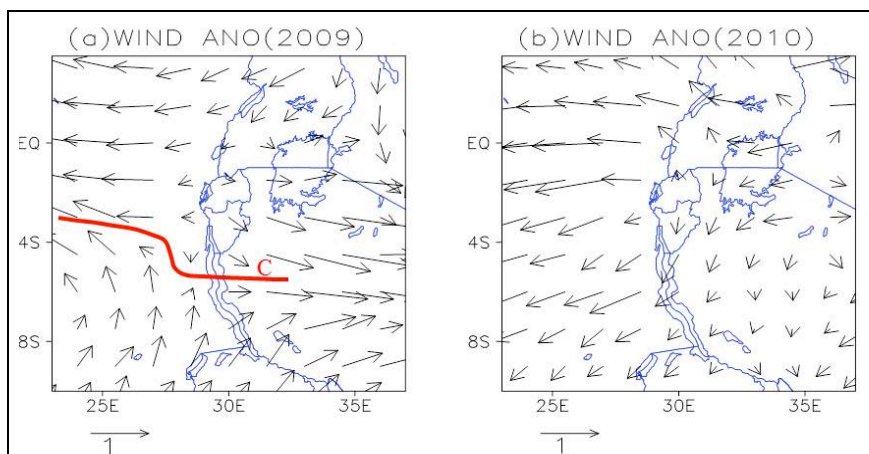 (a)WIND ANO(2009)
(b)WIND ANO(2010)
EQ
4S
8S
C
25E
30E
35E
1
EQ
4S
8S
25E
30E
35E
1